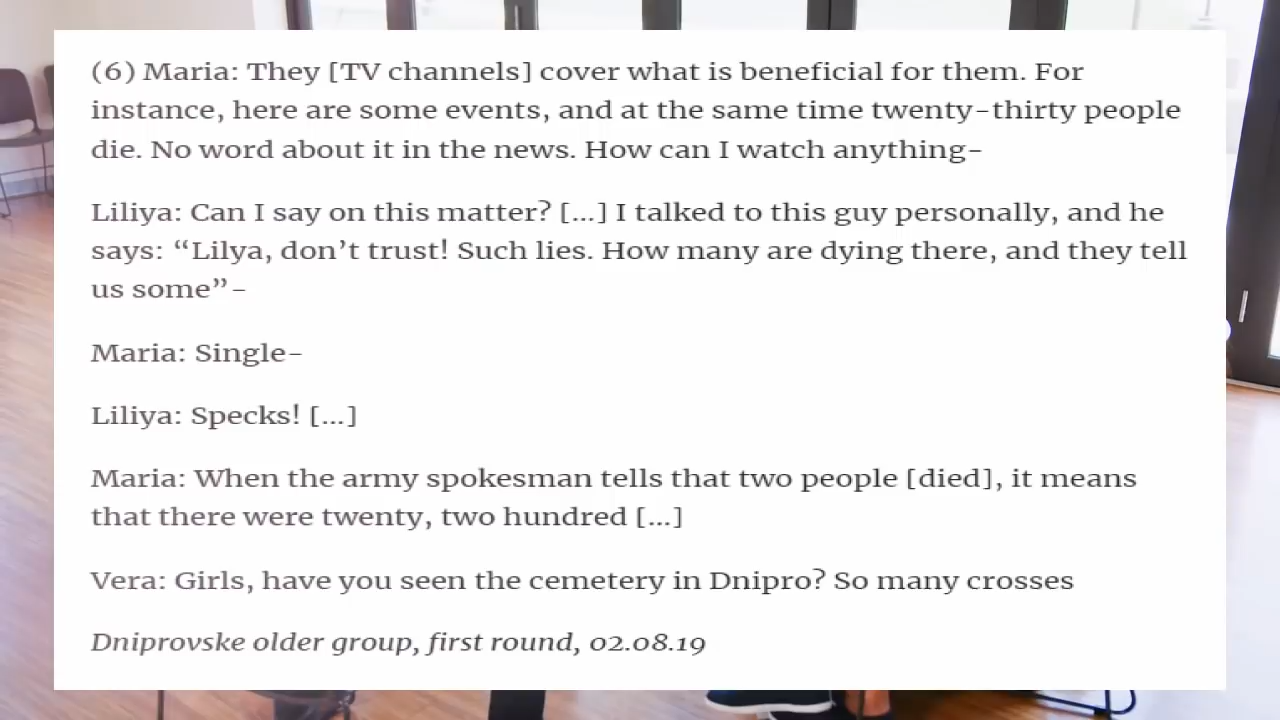 (6) Maria: They [TV channels] cover what is beneficial for them. For
instance, here are some events, and at the same time twenty-thirty people
die. No word about it in the news. How can I watch anything-
Liliya: Can I say on this matter? [...] I talked to this guy personally, and he
says: “Lilya, don’t trust! Such lies. How many are dying there, and they tell
us some”-
Maria: Single-
Liliya: Specks! [...]
Maria: When the army spokesman tells that two people [died], it means
that there were twenty, two hundred [...]
Vera: Girls, have you seen the cemetery in Dnipro? So many crosses
Dniprovske older group, first round, 02.08.19